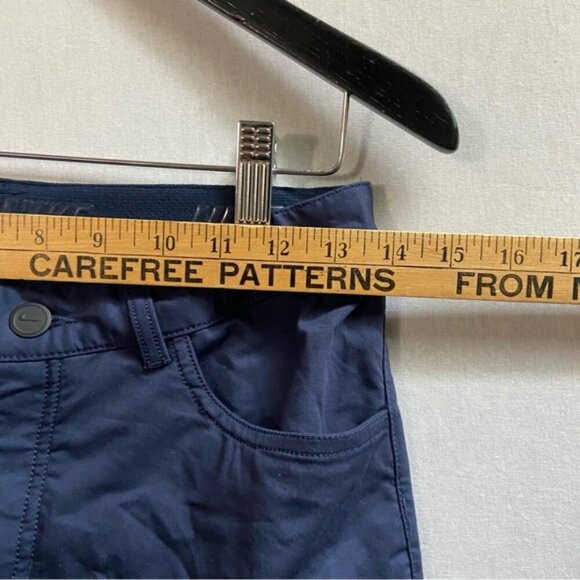 8 9 10 11 12 13 14 15 16 17
CAREFREE PATTERNS FROM